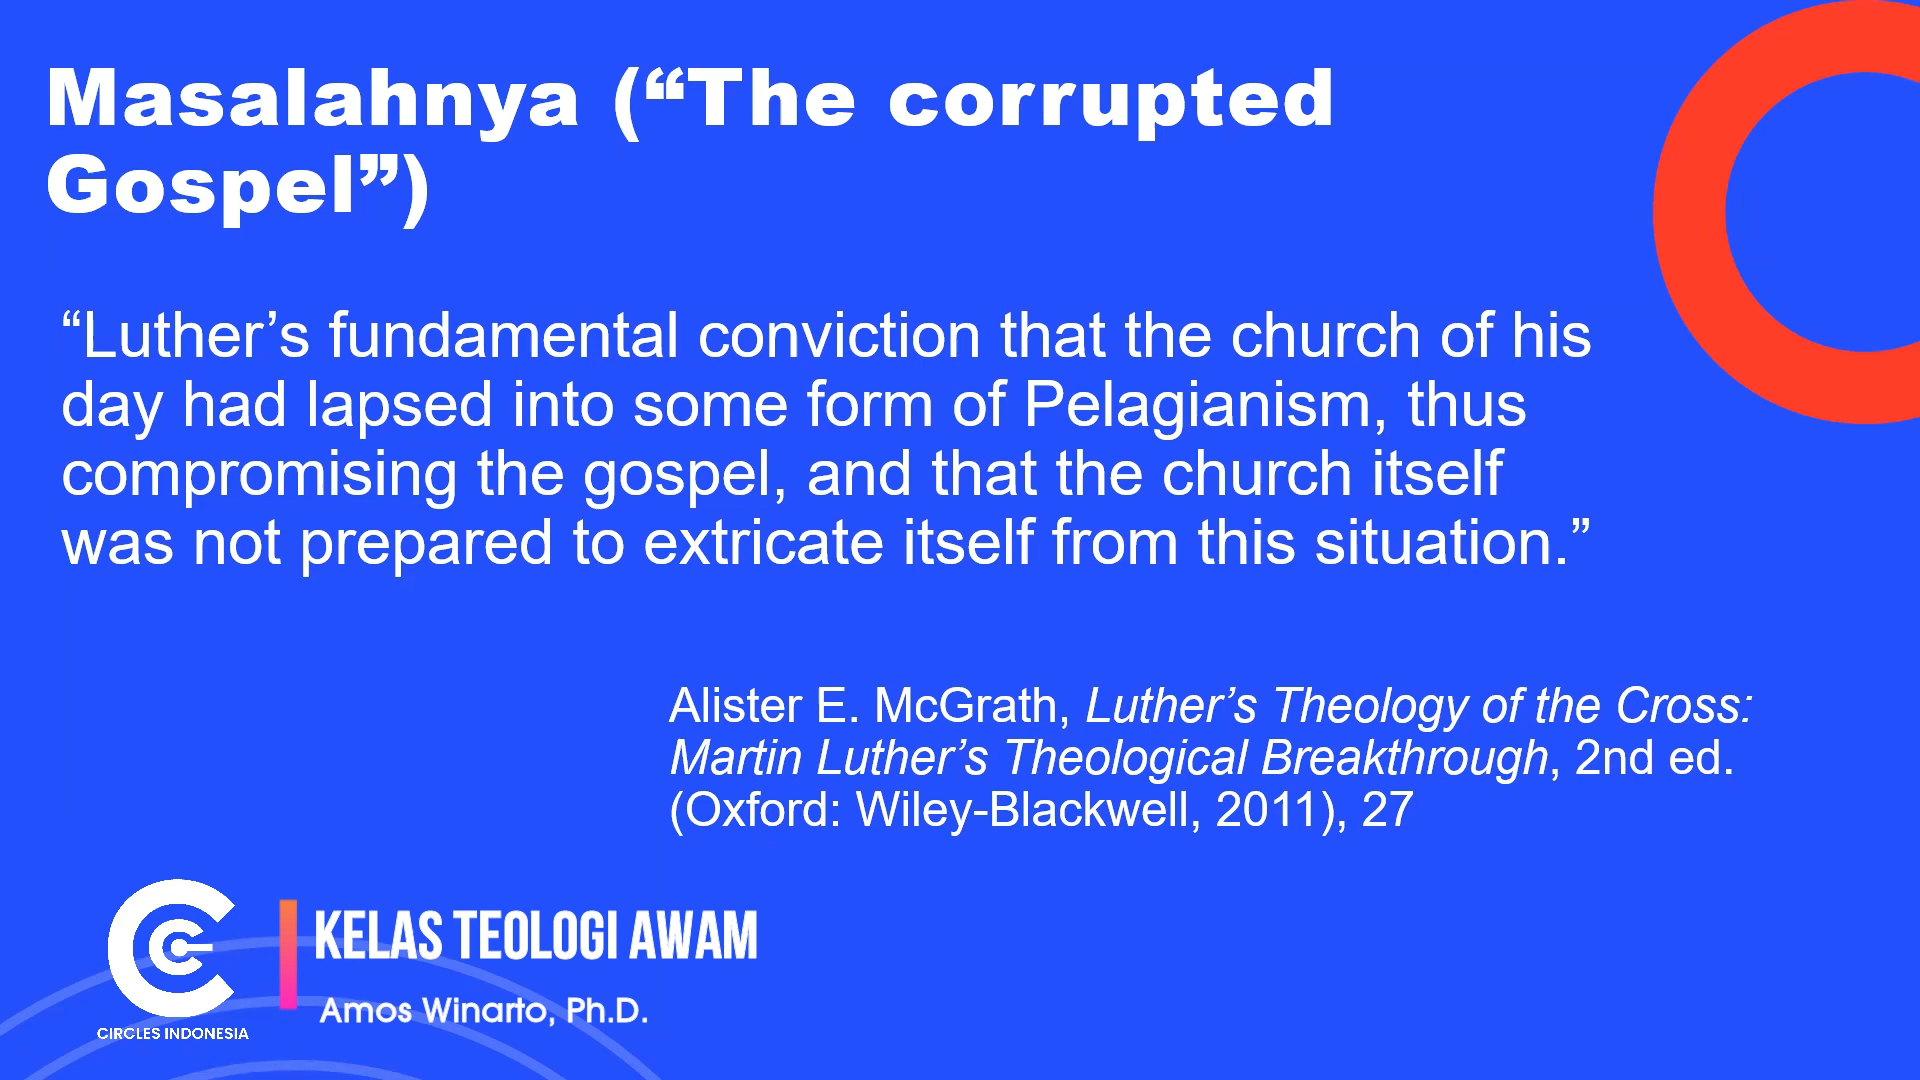 Masalahnya (“The corrupted
Gospel”)
“Luther’s fundamental conviction that the church of his
day had lapsed into some form of Pelagianism, thus
compromising the gospel, and that the church itself
was not prepared to extricate itself from this situation.”
Alister E. McGrath, Luther’s Theology of the Cross:
Martin Luther’s Theological Breakthrough, 2nd ed.
(Oxford: Wiley-Blackwell, 2011), 27
KELAS TEOLOGI AWAM
Amos Winarto, Ph.D.
CIRCLES INDONESIA